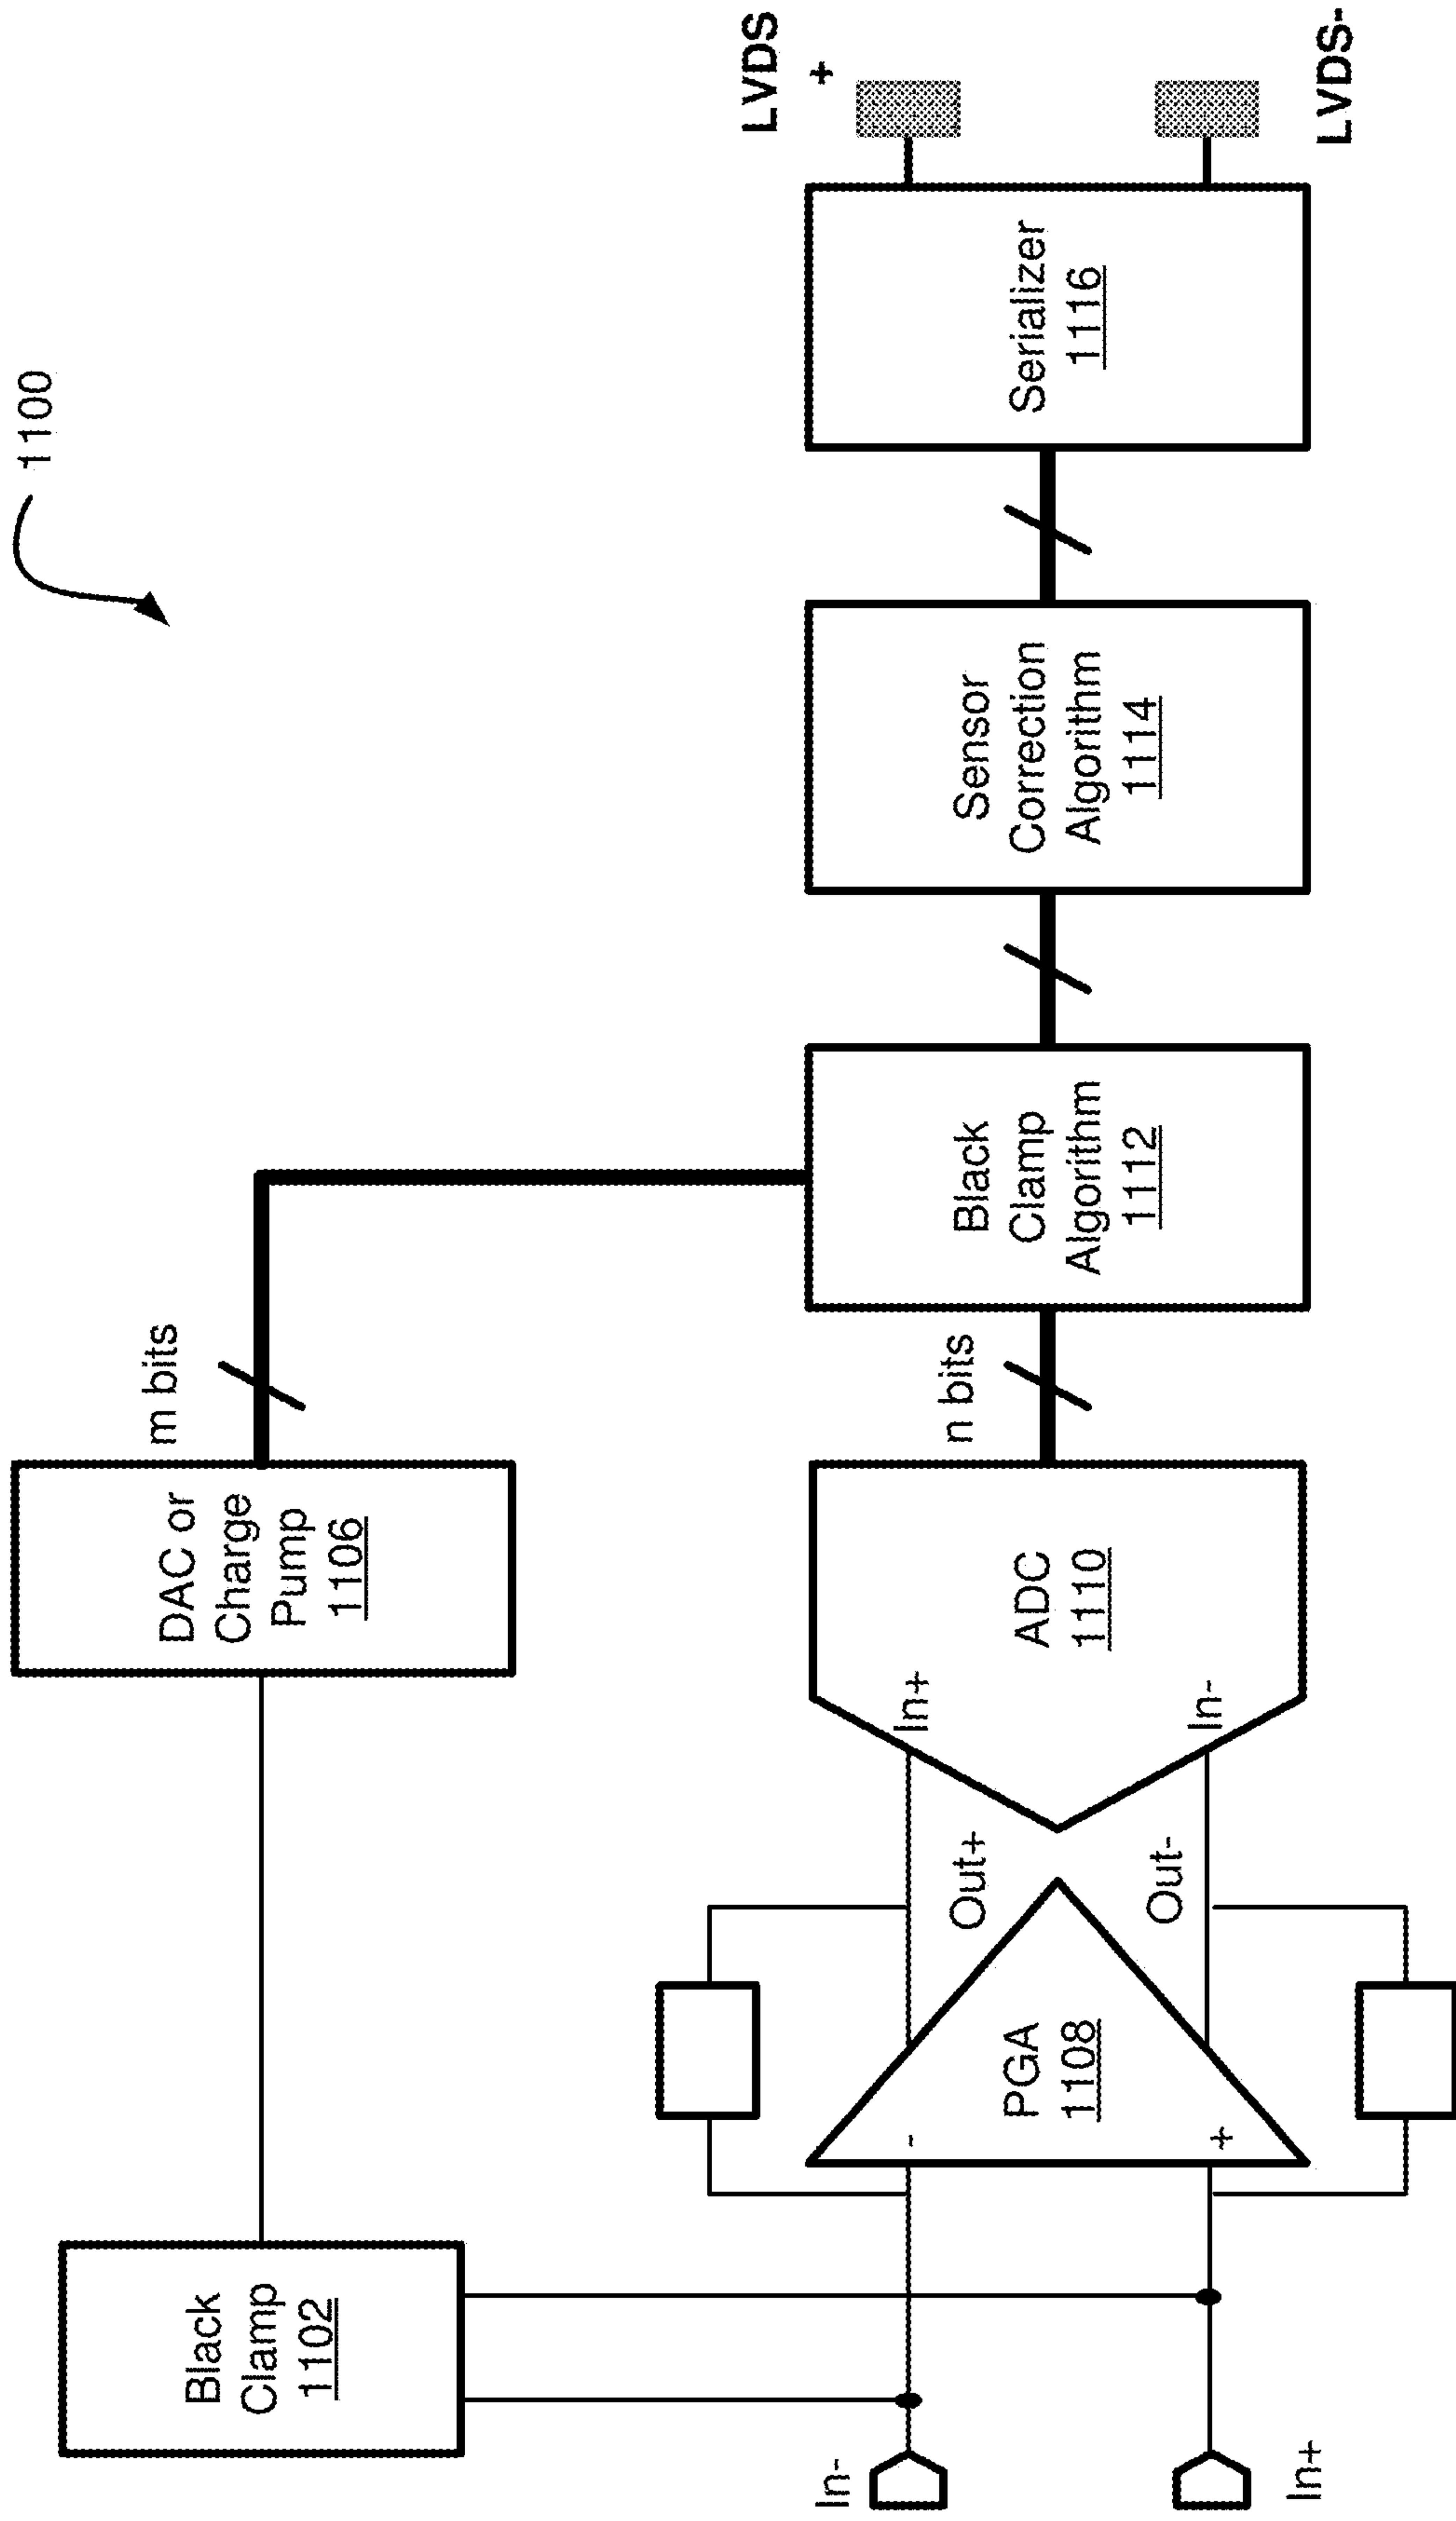 1100
Black
Clamp
1102
DAC or
Charge
Pump
1106
m bits
In-
In+
-
+
PGA
1108
Out+
Out-
In+
In-
ADC
1110
n bits
Black
Clamp
Algorithm
1112
Sensor
Correction
Algorithm
1114
Serializer
1116
LVDS
+
LVDS-